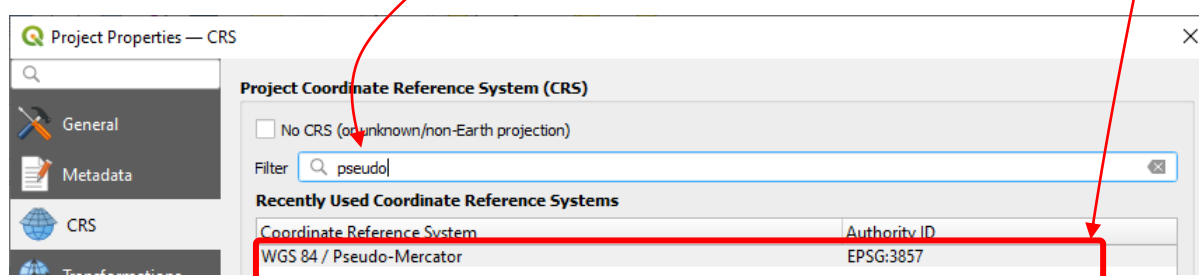 Project Properties — CRS
Project Coordinate Reference System (CRS)
General
No CRS (or unknown/non-Earth projection)
Filter pseudo
Metadata
Recently Used Coordinate Reference Systems
CRS
Coordinate Reference System Authority ID
WGS 84 / Pseudo-Mercator EPSG:3857
Transformations